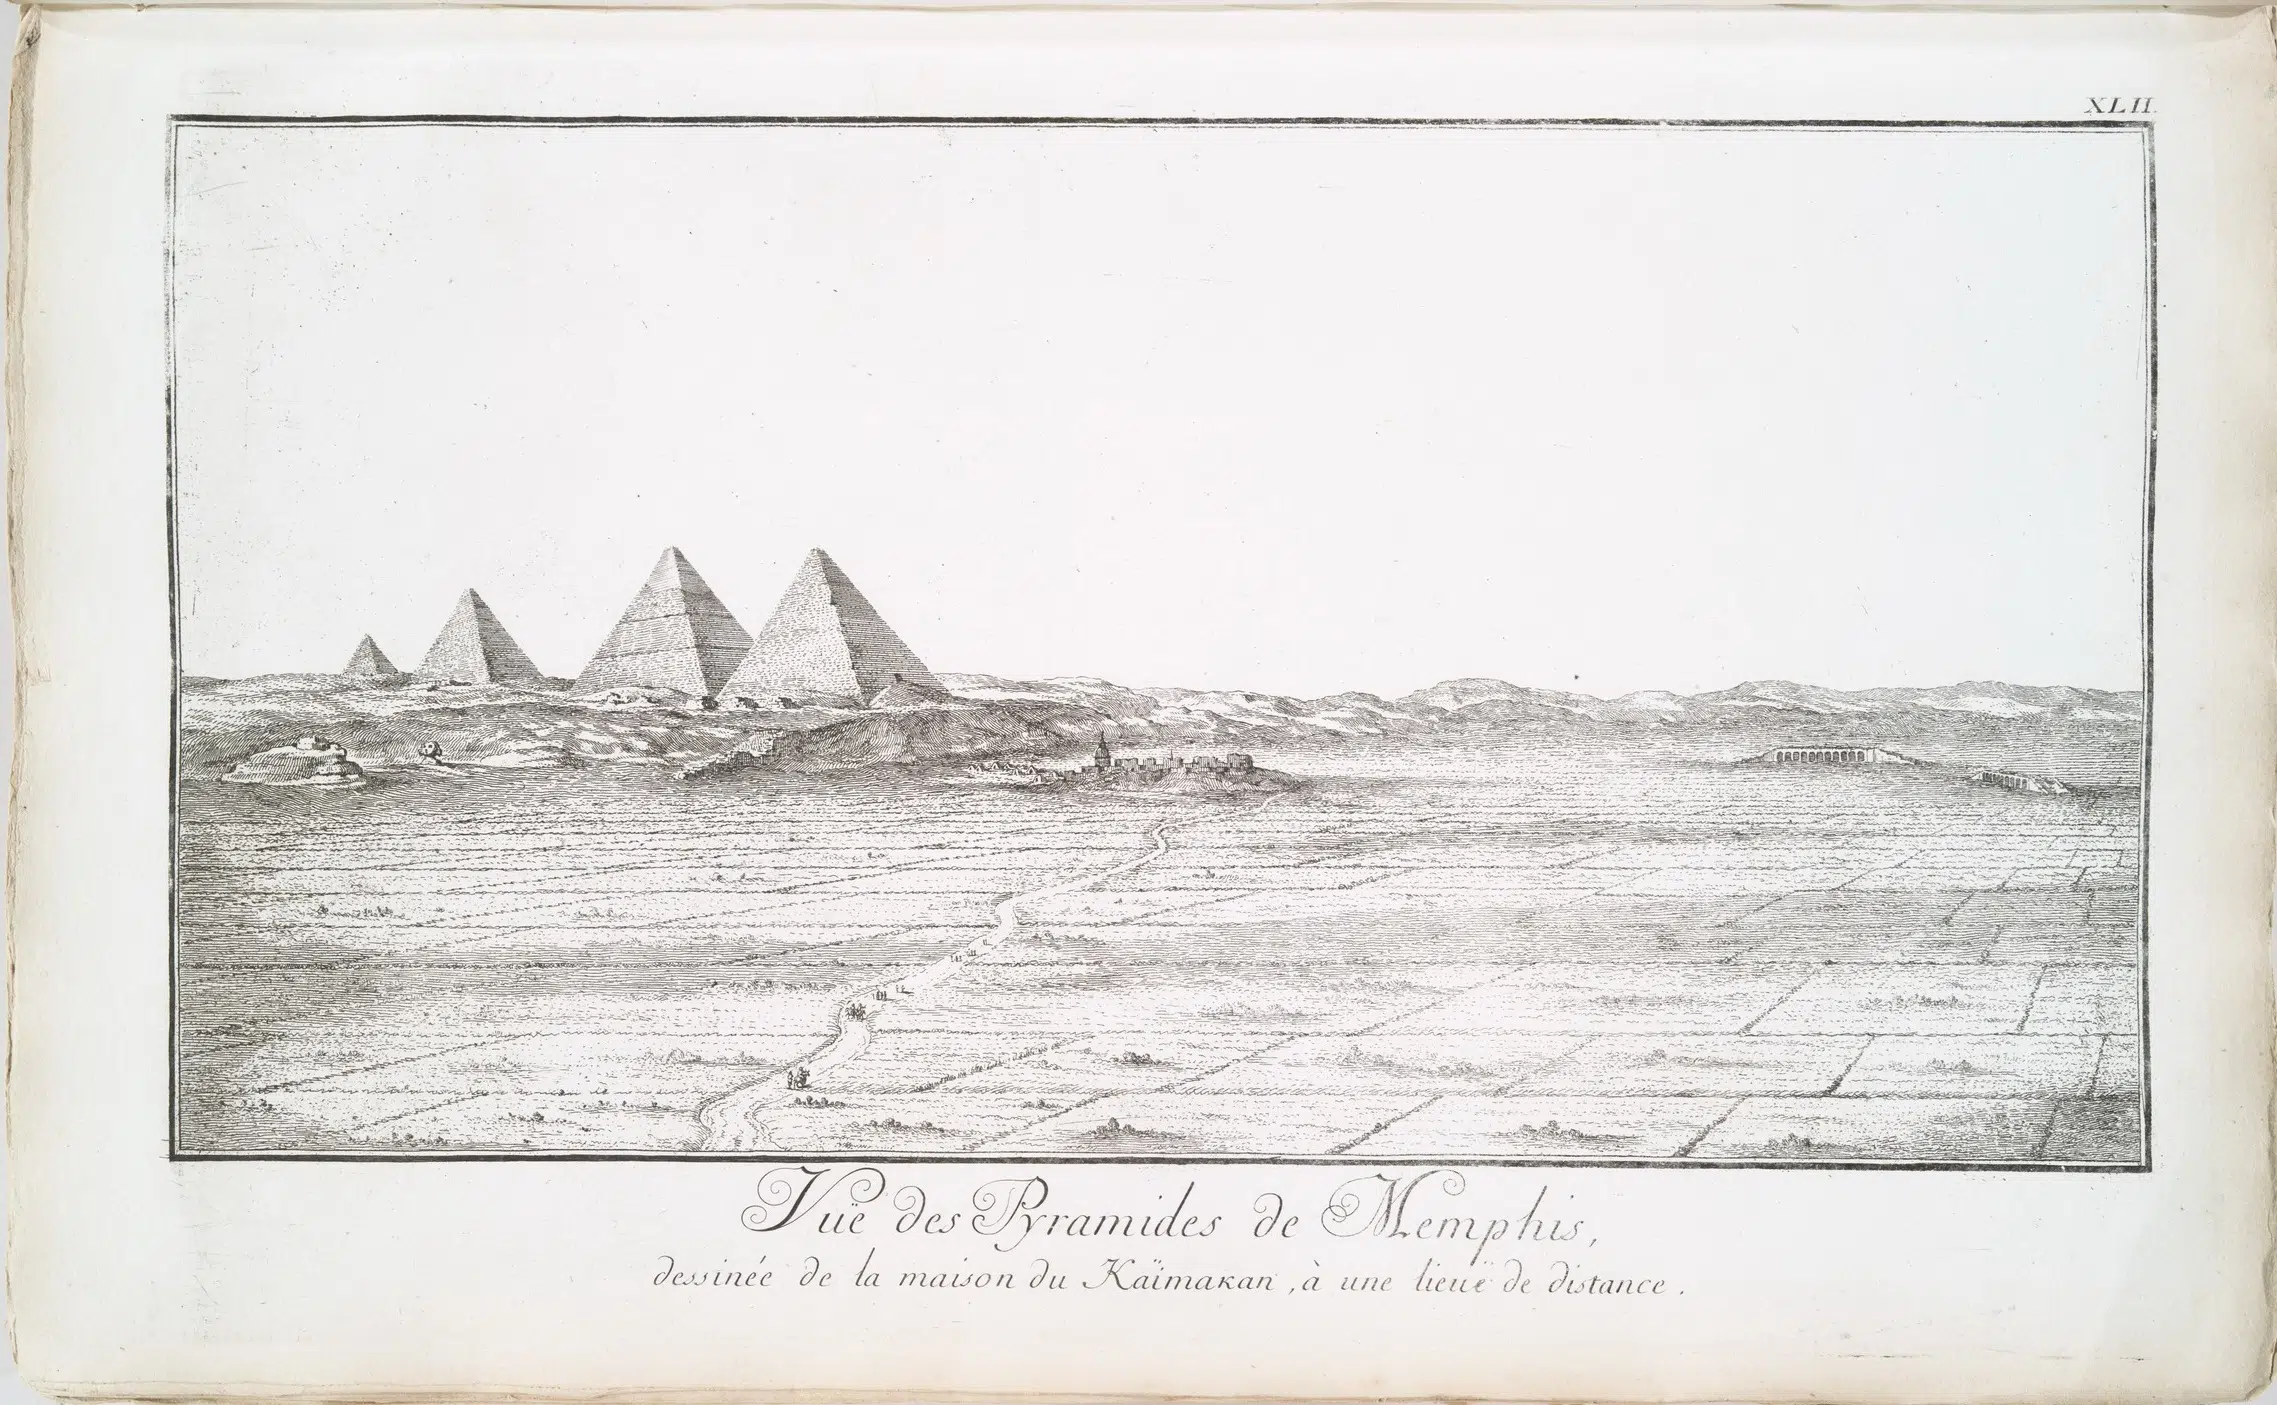 XLII.
Vuë des Pyramides de Memphis,
dessinée de la maison du Kaïmakan, à une lieuë de distance.